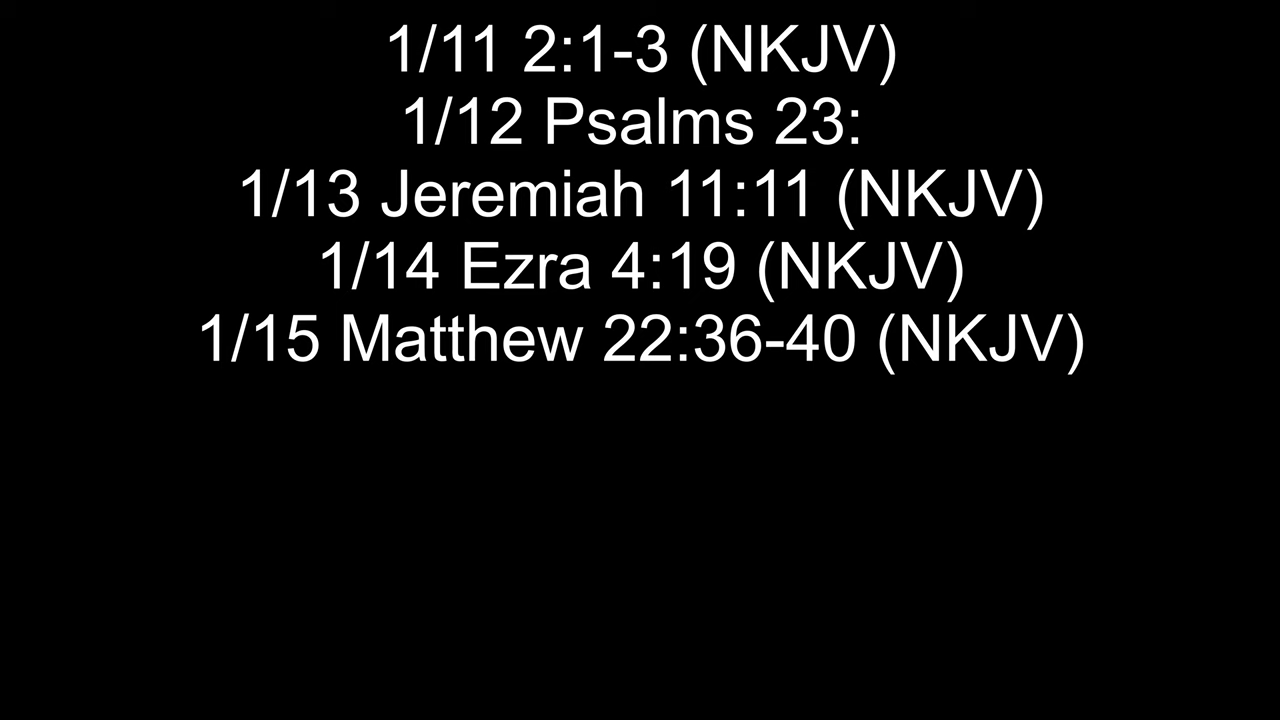 1/11 2:1-3 (NKJV)
1/12 Psalms 23:
1/13 Jeremiah 11:11 (NKJV)
1/14 Ezra 4:19 (NKJV)
1/15 Matthew 22:36-40 (NKJV)